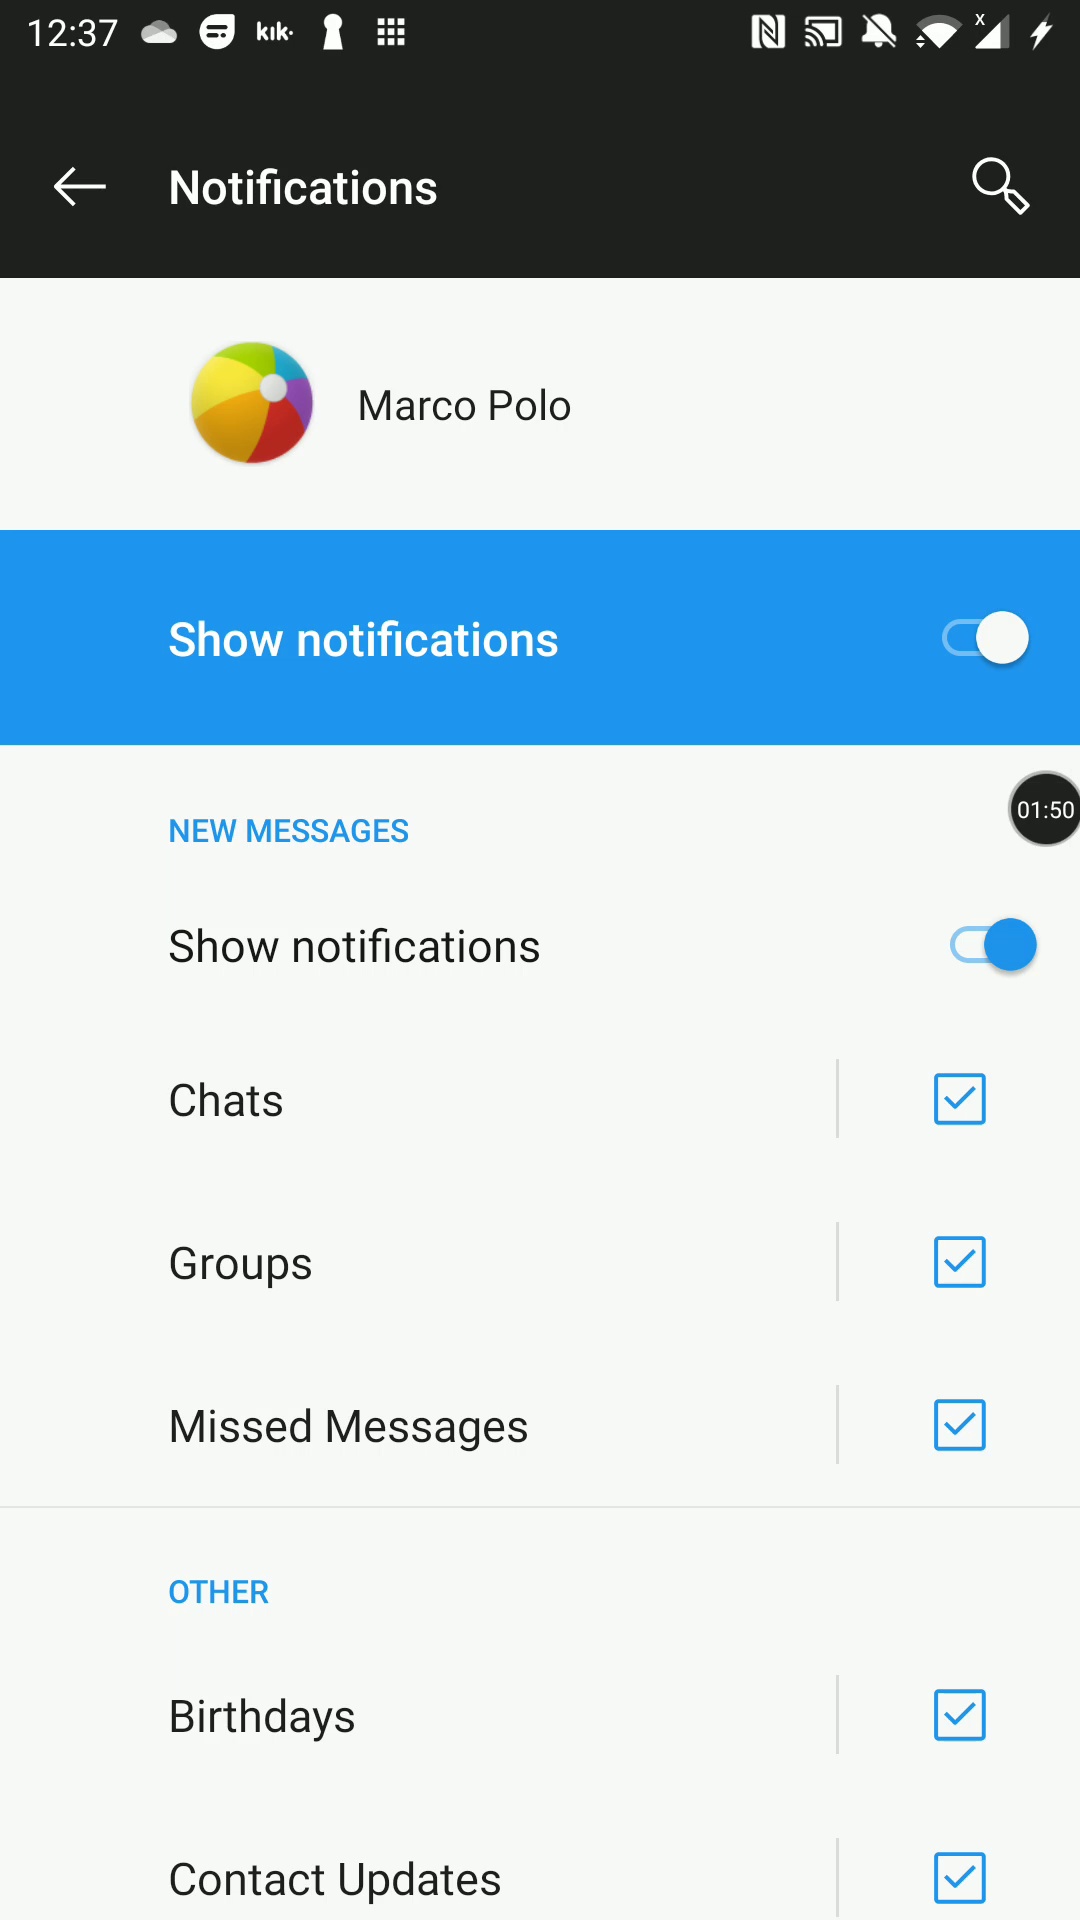 12:37 kik·
Notifications
Marco Polo
Show notifications
01:50
NEW MESSAGES
Show notifications
Chats
Groups
Missed Messages
OTHER
Birthdays
Contact Updates